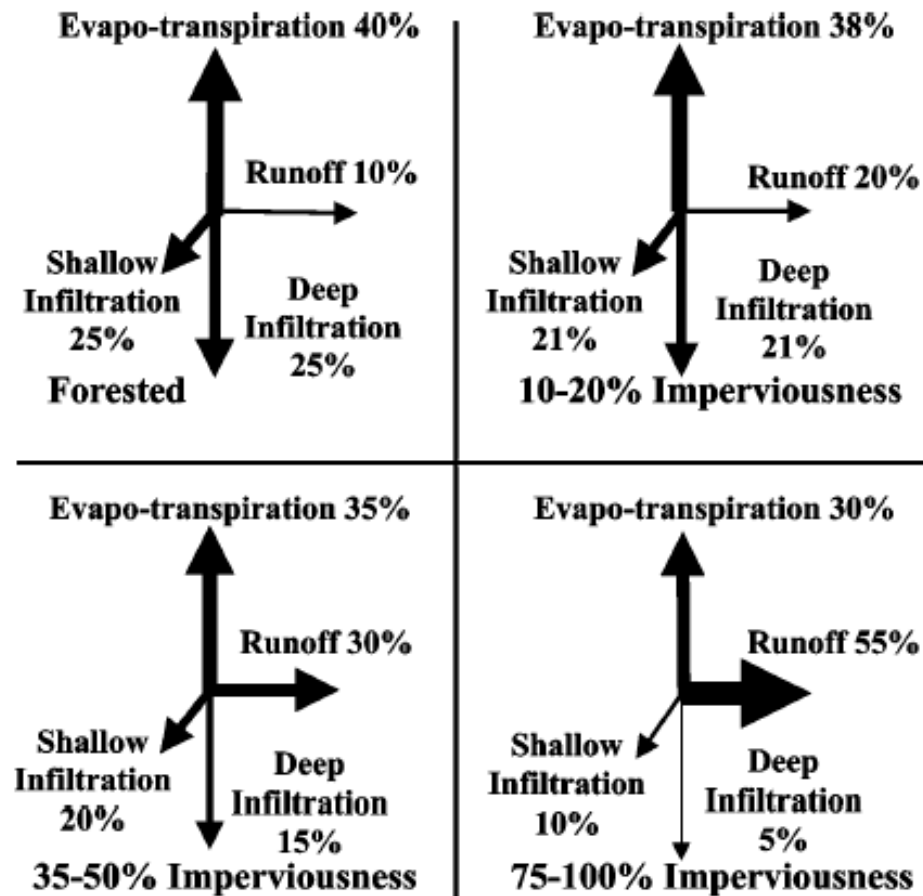 Evapo-transpiration 40%
Runoff 10%
Shallow
Infiltration
25%
Deep
Infiltration
25%
Forested
Evapo-transpiration 38%
Runoff 20%
Shallow
Infiltration
21%
Deep
Infiltration
21%
10-20% Imperviousness
Evapo-transpiration 35%
Runoff 30%
Shallow
Infiltration
20%
Deep
Infiltration
15%
35-50% Imperviousness
Evapo-transpiration 30%
Runoff 55%
Shallow
Infiltration
10%
Deep
Infiltration
5%
75-100% Imperviousness